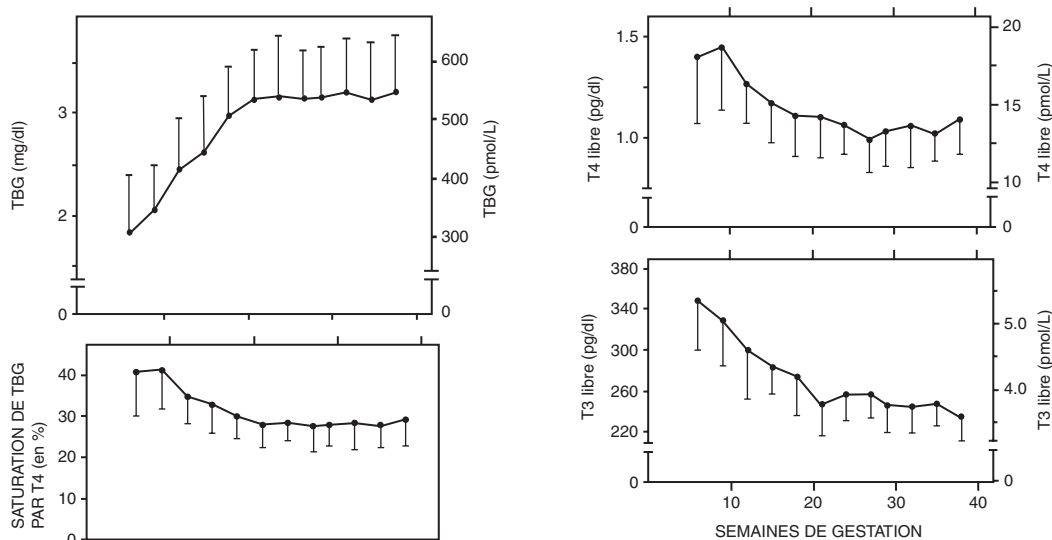 TBG (mg/dl)
3
2
0
600
500
400
300
0
TBG (pmol/L)
SATURATION DE TBG
PAR T4 (en %)
40
30
20
10
0
T4 libre (pg/dl)
1.5
1.0
0
20
15
10
0
T4 libre (pmol/L)
T3 libre (pg/dl)
380
340
300
260
220
0
5.0
4.0
0
T3 libre (pmol/L)
10 20 30 40
SEMAINES DE GESTATION